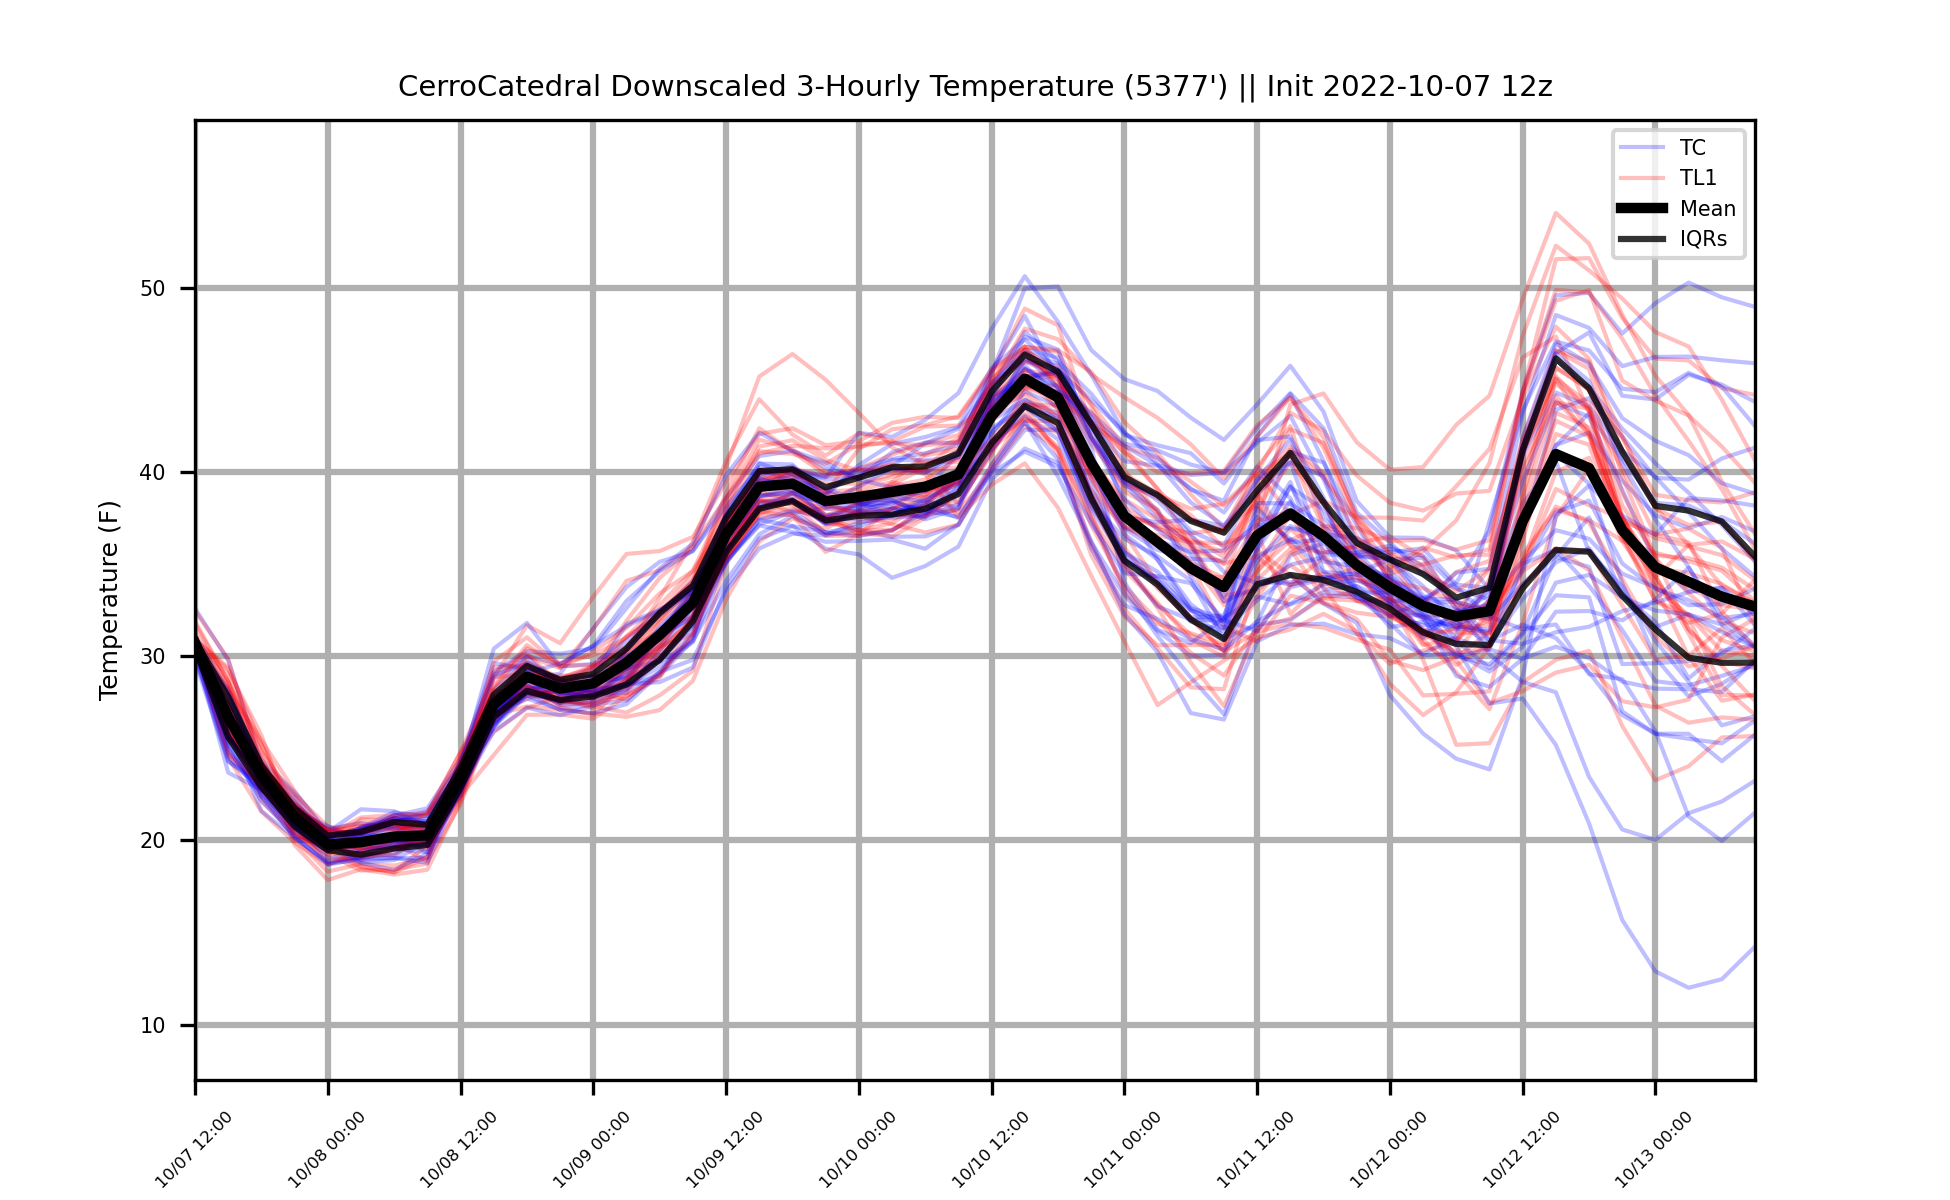 CerroCatedral Downscaled 3-Hourly Temperature (5377') || Init 2022-10-07 12z
TC
TL1
Mean
IQRs
Temperature (F)
50
40
30
20
10
10/07 12:00
10/08 00:00
10/08 12:00
10/09 00:00
10/09 12:00
10/10 00:00
10/10 12:00
10/11 00:00
10/11 12:00
10/12 00:00
10/12 12:00
10/13 00:00